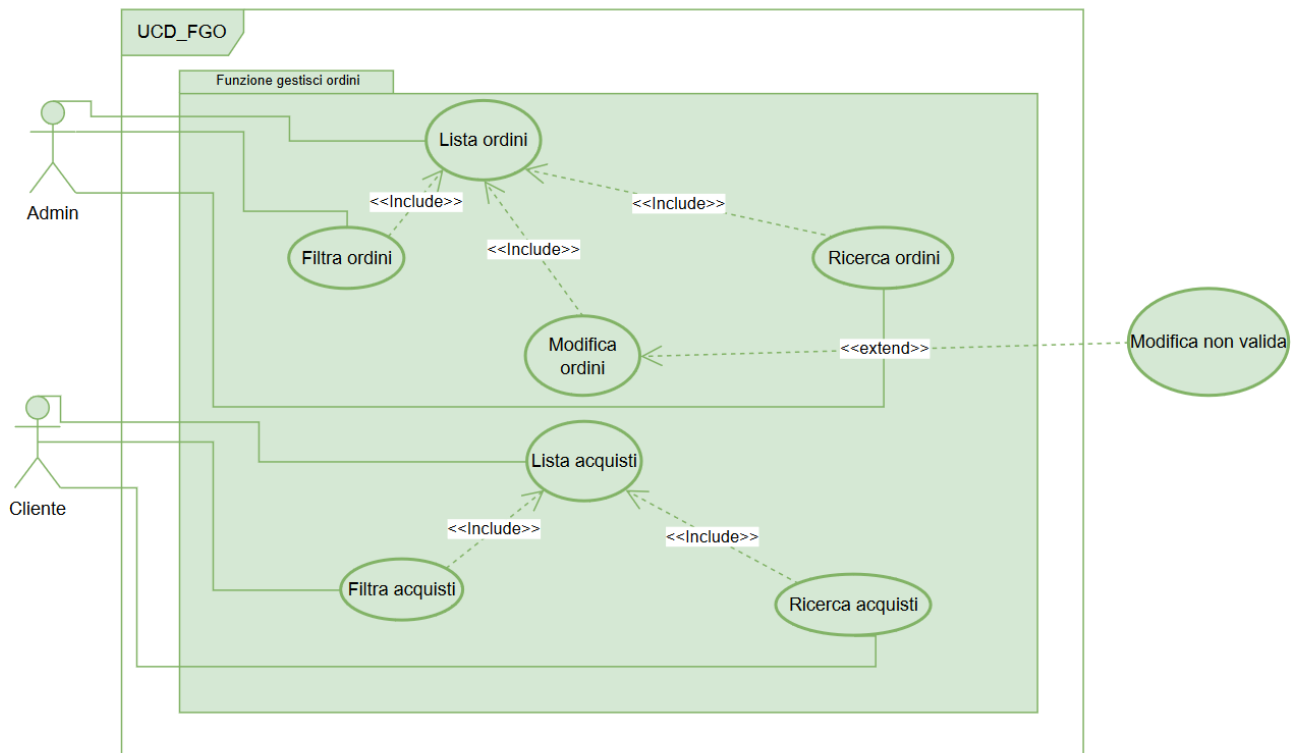 UCD_FGO
Funzione gestisci ordini
Lista ordini
Admin
<<Include>>
<<Include>>
<<Include>>
Filtra ordini
Ricerca ordini
Modifica
ordini
<<extend>>
Modifica non valida
Lista acquisti
Cliente
<<Include>>
<<Include>>
Filtra acquisti
Ricerca acquisti